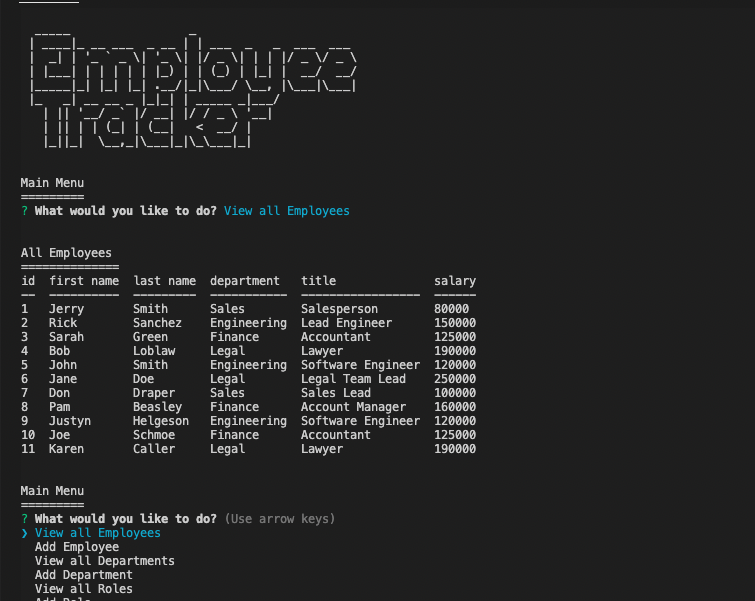 Employee
Tracker
Main Menu
=========
? What would you like to do? View all Employees
All Employees
==============
id  first name  last name  department   title              salary
--  ----------  ---------  -----------  -----------------  ------
1   Jerry       Smith      Sales        Salesperson        80000
2   Rick        Sanchez    Engineering  Lead Engineer      150000
3   Sarah       Green      Finance      Accountant         125000
4   Bob         Loblaw     Legal        Lawyer             190000
5   John        Smith      Engineering  Software Engineer  120000
6   Jane        Doe        Legal        Legal Team Lead    250000
7   Don         Draper     Sales        Sales Lead         100000
8   Pam         Beasley    Finance      Account Manager    160000
9   Justyn      Helgeson   Engineering  Software Engineer  120000
10  Joe         Schmoe     Finance      Accountant         125000
11  Karen       Caller     Legal        Lawyer             190000
Main Menu
=========
? What would you like to do? (Use arrow keys)
❯ View all Employees
Add Employee
View all Departments
Add Department
View all Roles
Add Role